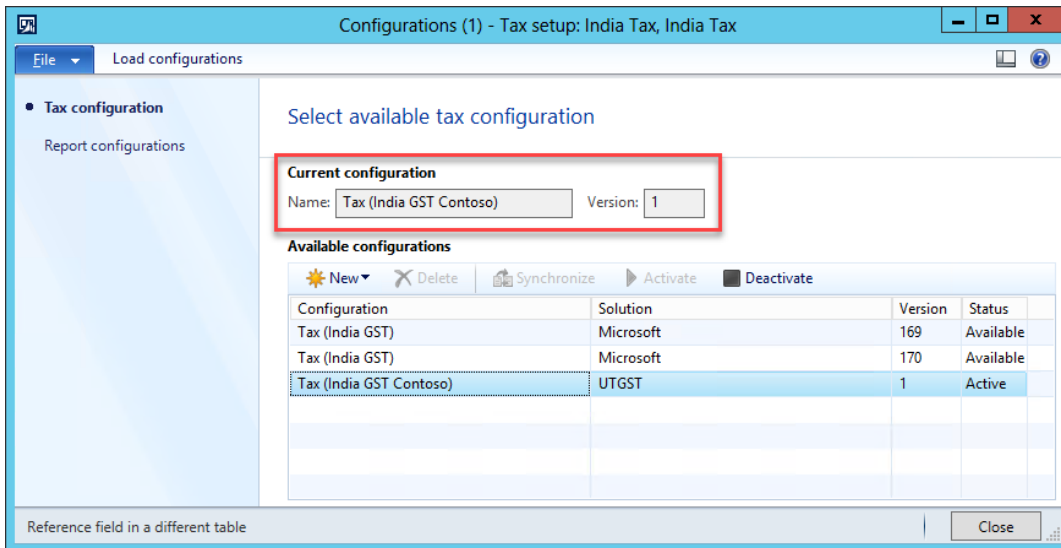 Configurations (1) - Tax setup: India Tax, India Tax
File Load configurations
Tax configuration
Report configurations
Select available tax configuration
Current configuration
Name: Tax (India GST Contoso) Version: 1
Available configurations
New Delete Synchronize Activate Deactivate
Configuration Solution Version Status
Tax (India GST) Microsoft 169 Available
Tax (India GST) Microsoft 170 Available
Tax (India GST Contoso) UTGST 1 Active
Reference field in a different table Close